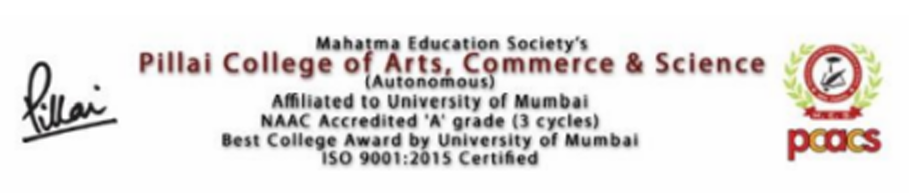 Mahatma Education Society's
Pillai College of Arts, Commerce & Science
(Autonomous)
Affiliated to University of Mumbai
NAAC Accredited 'A' grade (3 cycles)
Best College Award by University of Mumbai
ISO 9001:2015 Certified
Pillai
pcacs